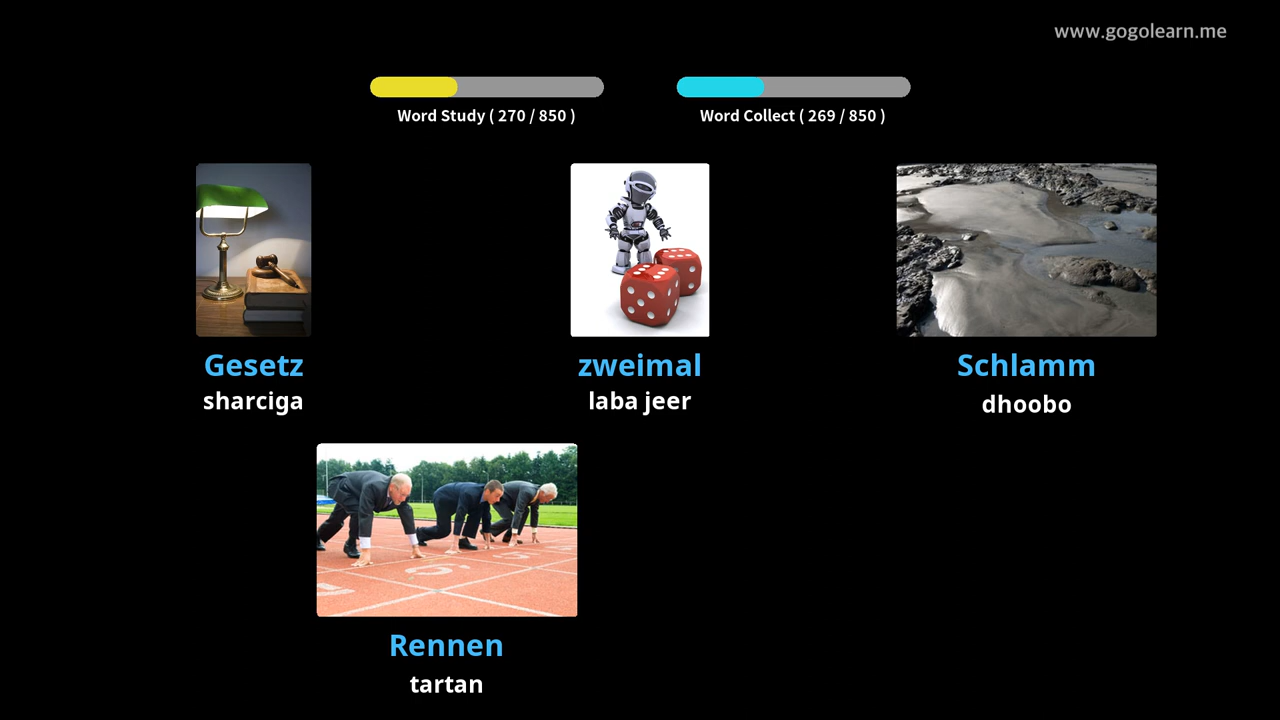 www.gogolearn.me
Word Study ( 270 / 850 )
Word Collect ( 269 / 850 )
Gesetz
sharciga
zweimal
laba jeer
Schlamm
dhoobo
Rennen
tartan